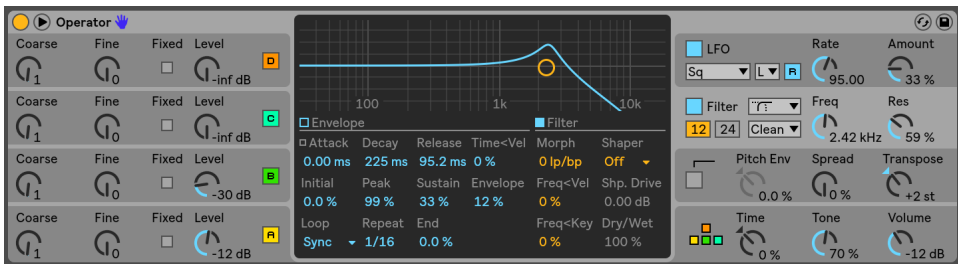 Operator
Coarse Fine Fixed Level
1 0 -inf dB D
Coarse Fine Fixed Level
1 0 -inf dB C
Coarse Fine Fixed Level
1 0 -30 dB B
Coarse Fine Fixed Level
1 0 -12 dB A
100 1k 10k
Envelope Filter
Attack Decay Release Time<Vel Morph Shaper
0.00 ms 225 ms 95.2 ms 0 % 0 lp/bp Off
Initial Peak Sustain Envelope Freq<Vel Shp. Drive
0.0 % 99 % 33 % 12 % 0 % 0.00 dB
Loop Repeat End Freq<Key Dry/Wet
Sync 1/16 0.0 % 0 % 100 %
LFO Rate Amount
Sq L R 95.00 33 %
Filter Freq Res
12 24 Clean 2.42 kHz 59 %
Pitch Env Spread Transpose
0.0 % 0 % +2 st
Time Tone Volume
0 % 70 % -12 dB